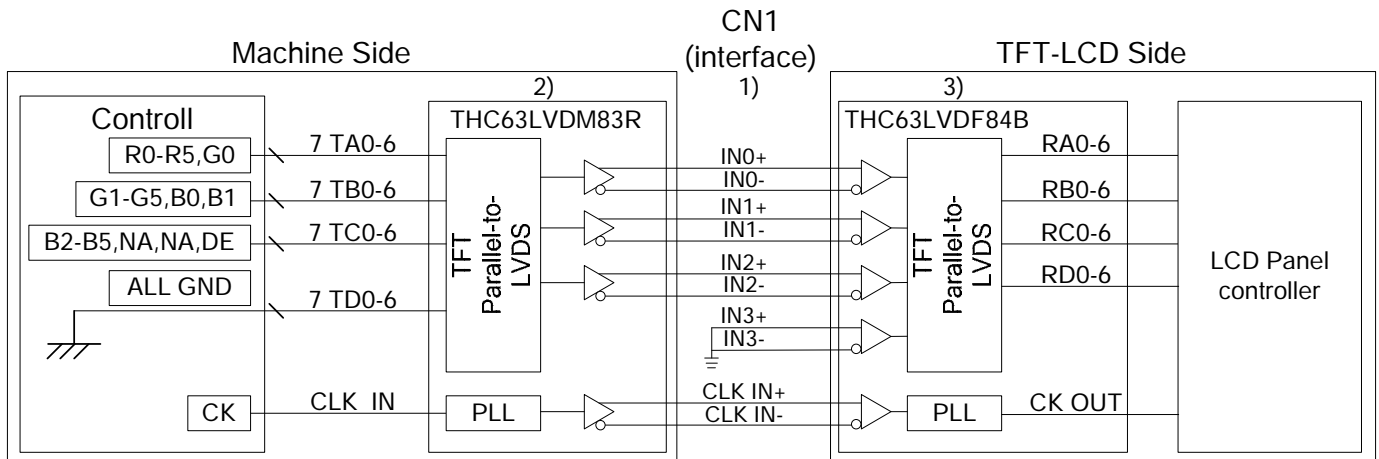 CN1
(interface)
1)
Machine Side
TFT-LCD Side
2)
3)
Controll
THC63LVDM83R
THC63LVDF84B
R0-R5,G0
7 TA0-6
G1-G5,B0,B1
7 TB0-6
B2-B5,NA,NA,DE
7 TC0-6
ALL GND
7 TD0-6
CK
CLK IN
TFT
Parallel-to-
LVDS
PLL
IN0+
IN0-
IN1+
IN1-
IN2+
IN2-
IN3+
IN3-
CLK IN+
CLK IN-
TFT
Parallel-to-
LVDS
PLL
RA0-6
RB0-6
RC0-6
RD0-6
CK OUT
LCD Panel
controller